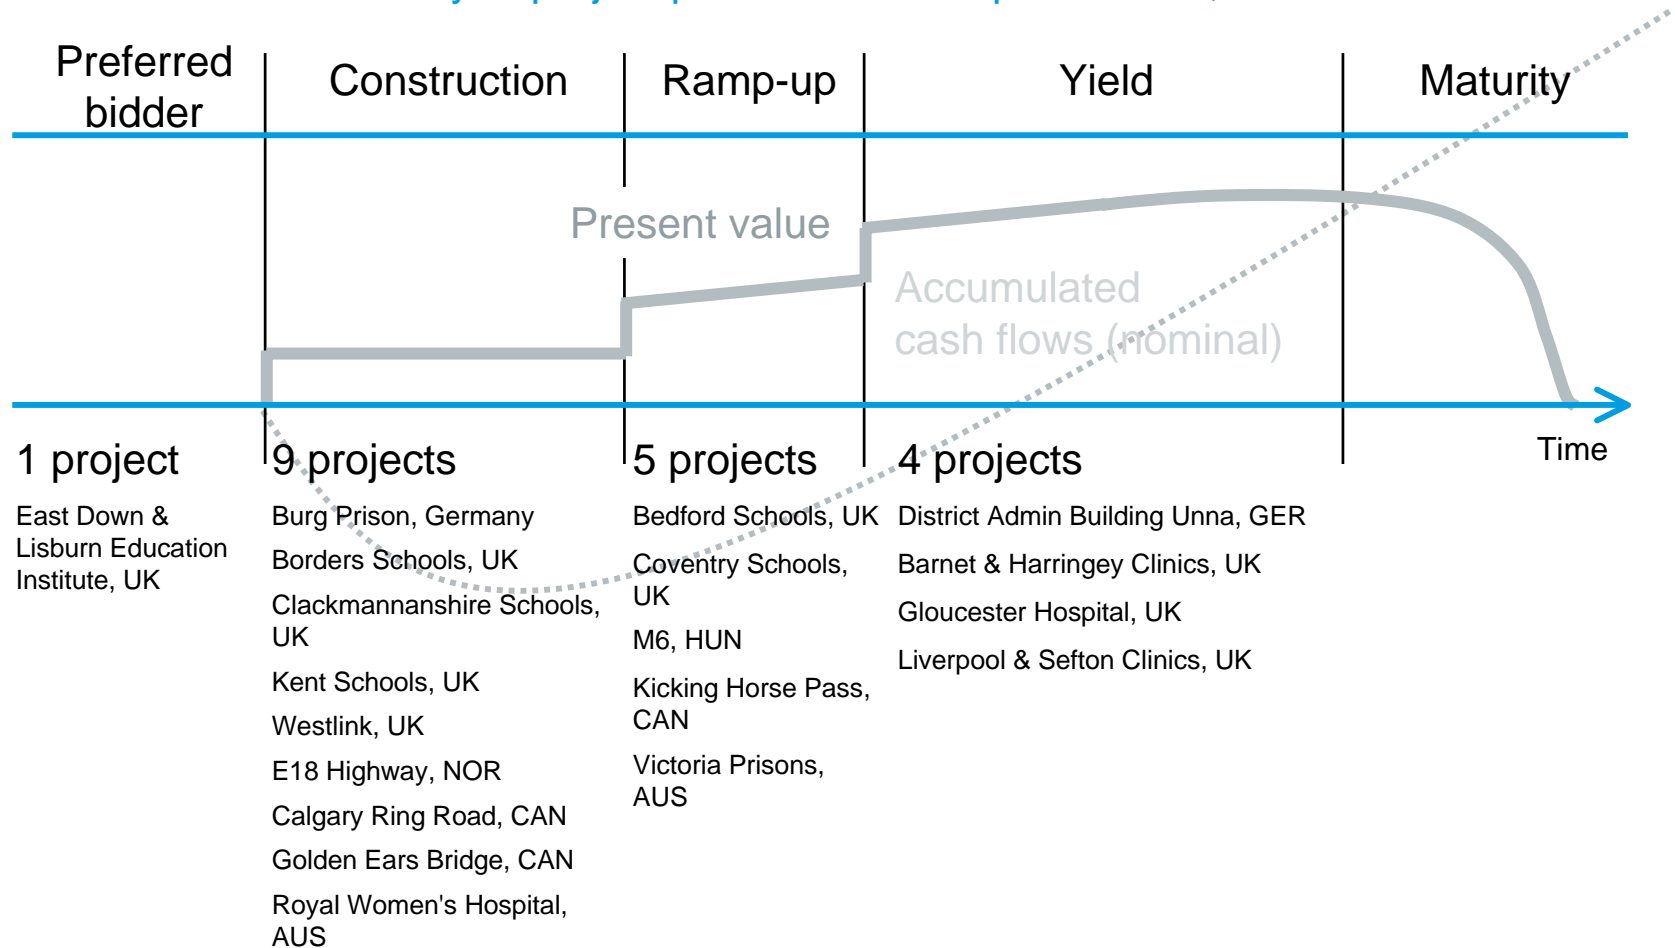 Preferred
bidder
Construction
Ramp-up
Yield
Maturity
Present value
Accumulated
cash flows (nominal)
Time
1 project
East Down &
Lisburn Education
Institute, UK
9 projects
Burg Prison, Germany
Borders Schools, UK
Clackmannanshire Schools,
UK
Kent Schools, UK
Westlink, UK
E18 Highway, NOR
Calgary Ring Road, CAN
Golden Ears Bridge, CAN
Royal Women's Hospital,
AUS
5 projects
Bedford Schools, UK
Coventry Schools,
UK
M6, HUN
Kicking Horse Pass,
CAN
Victoria Prisons,
AUS
4 projects
District Admin Building Unna, GER
Barnet & Harringey Clinics, UK
Gloucester Hospital, UK
Liverpool & Sefton Clinics, UK